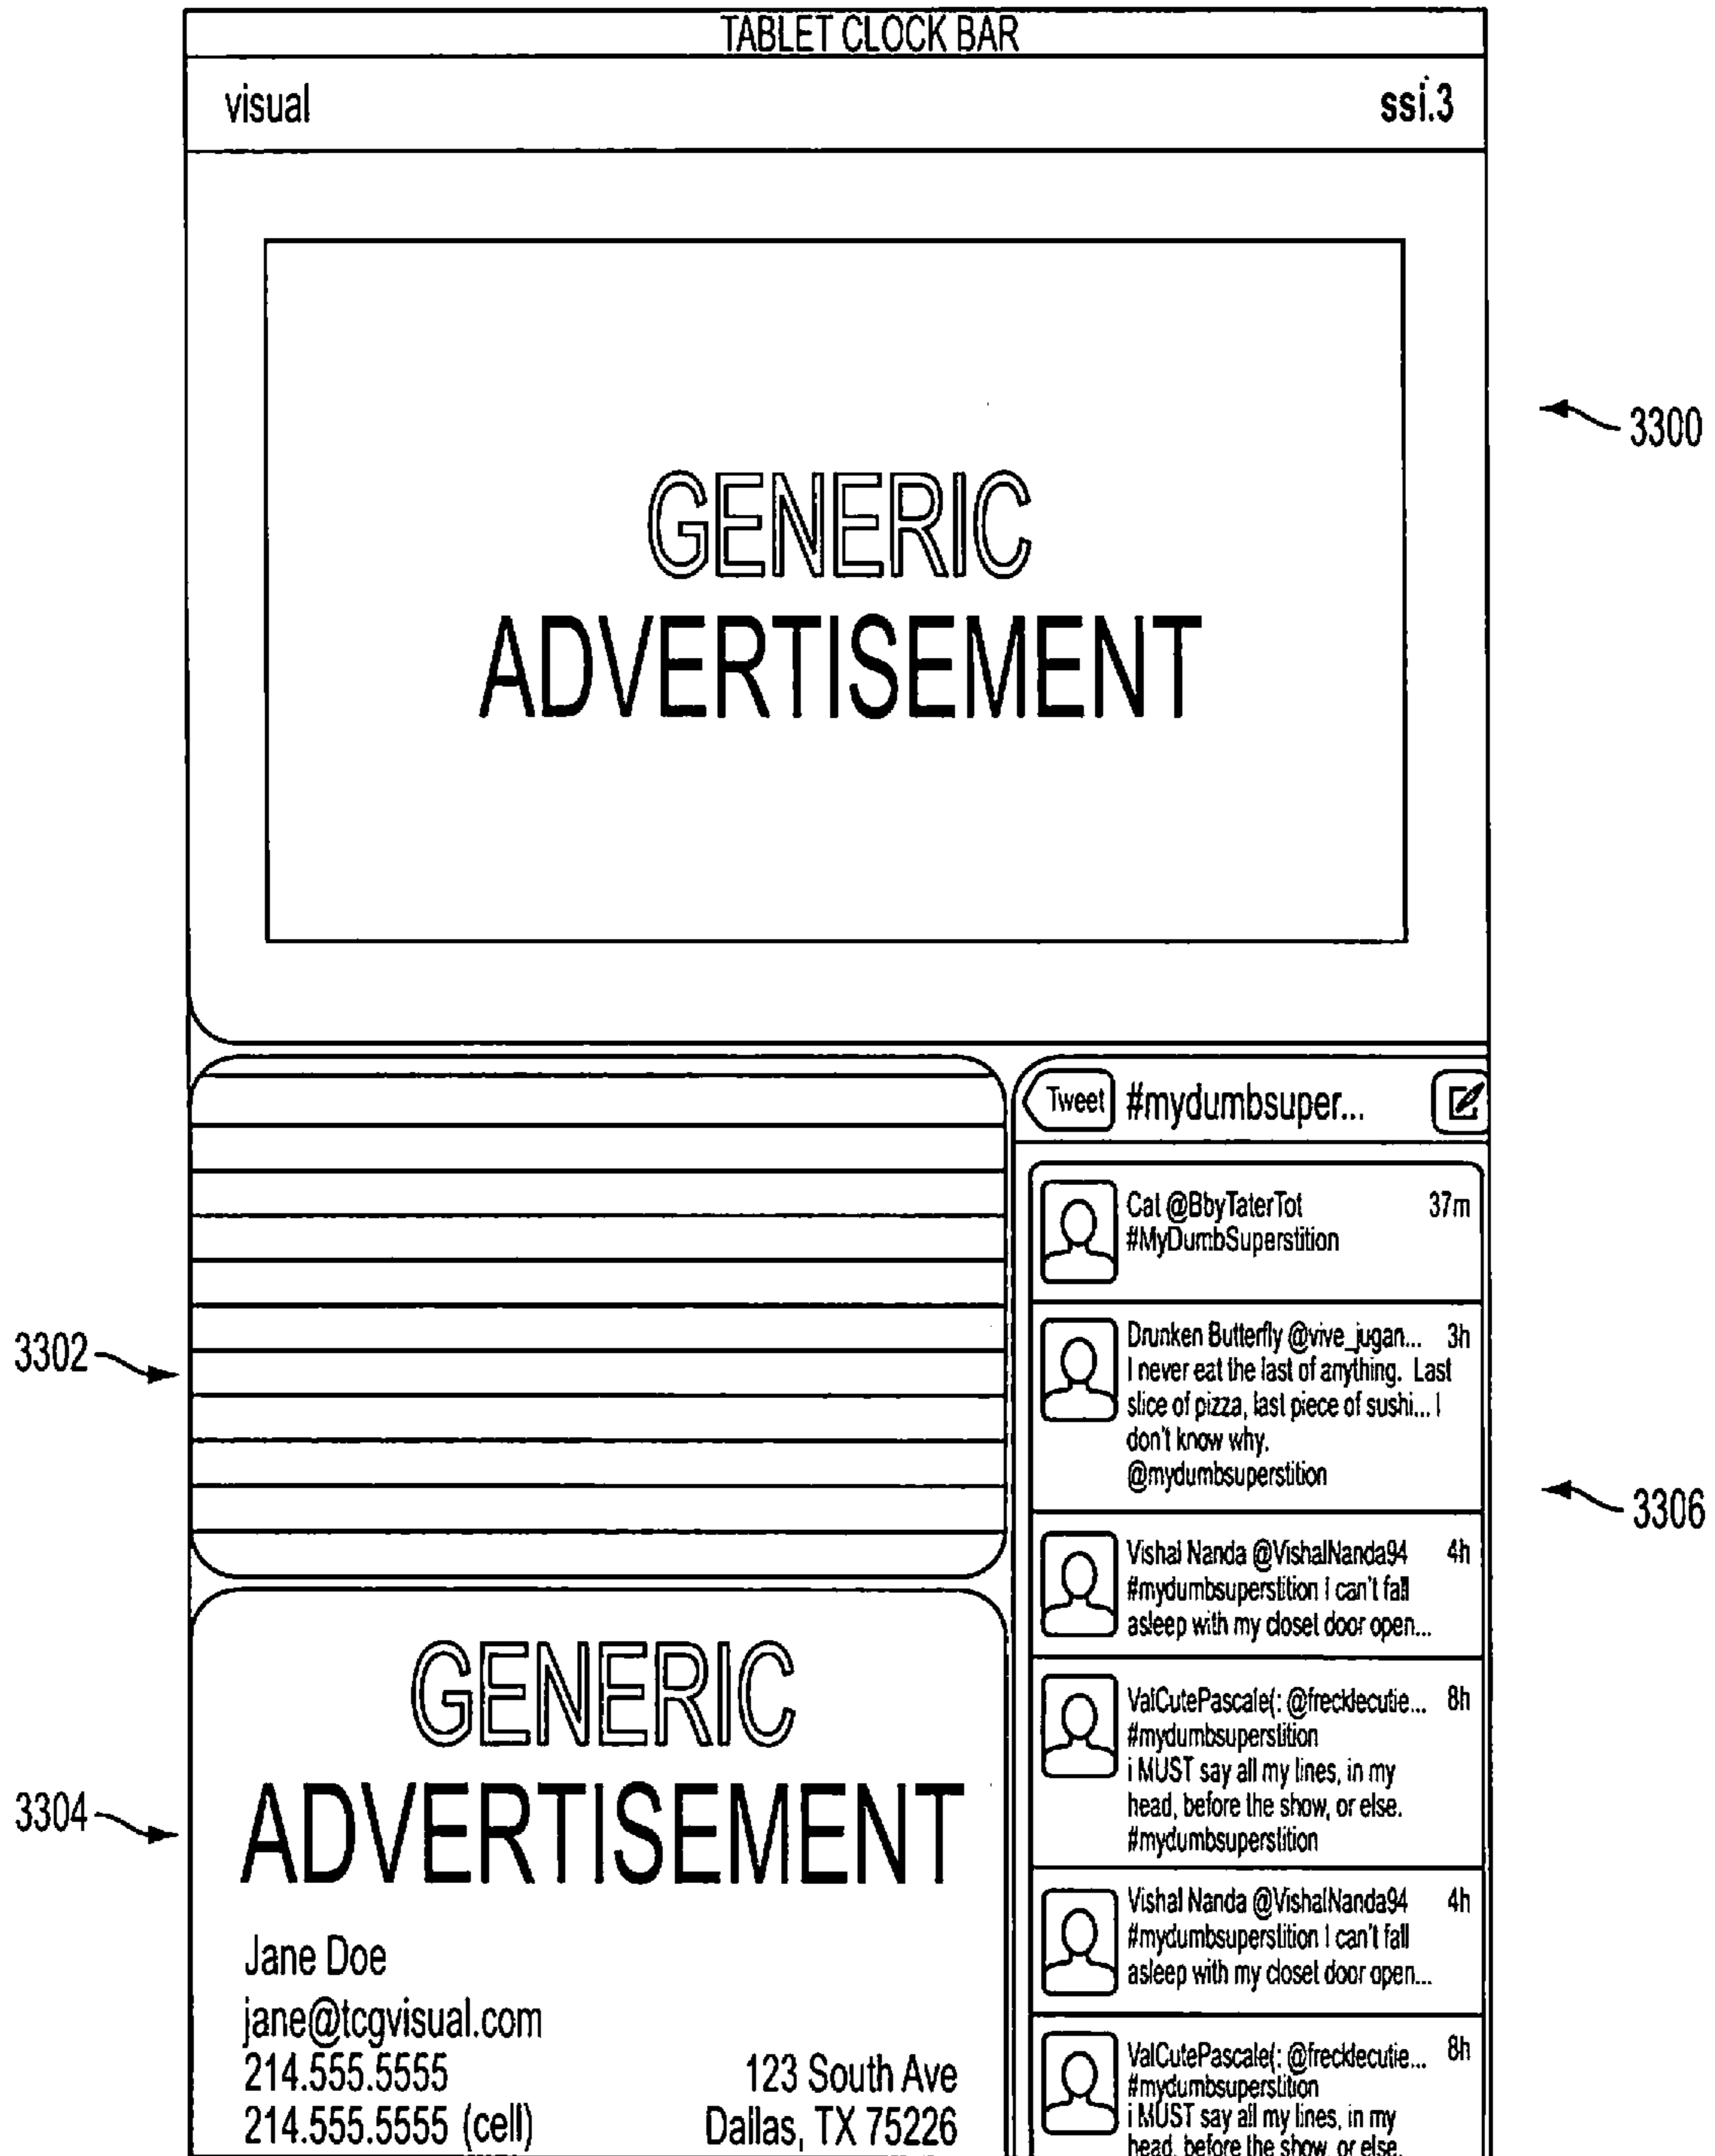 TABLET CLOCK BAR
visual
ssi.3
GENERIC
ADVERTISEMENT
3300
Tweet
#mydumbsuper...
Cat @BbyTaterTot 37m
#MyDumbSuperstition
Drunken Butterfly @vive_jugan... 3h
I never eat the last of anything. Last
slice of pizza, last piece of sushi... I
don't know why.
@mydumbsuperstition
Vishal Nanda @VishalNanda94 4h
#mydumbsuperstition I can't fall
asleep with my closet door open...
ValCutePascale(: @frecklecutie... 8h
#mydumbsuperstition
i MUST say all my lines, in my
head, before the show, or else.
#mydumbsuperstition
Vishal Nanda @VishalNanda94 4h
#mydumbsuperstition I can't fall
asleep with my closet door open...
ValCutePascale(: @frecklecutie... 8h
#mydumbsuperstition
i MUST say all my lines, in my
head, before the show, or else.
3302
3306
GENERIC
ADVERTISEMENT
3304
Jane Doe
jane@tcgvisual.com
214.555.5555
214.555.5555 (cell)
123 South Ave
Dallas, TX 75226